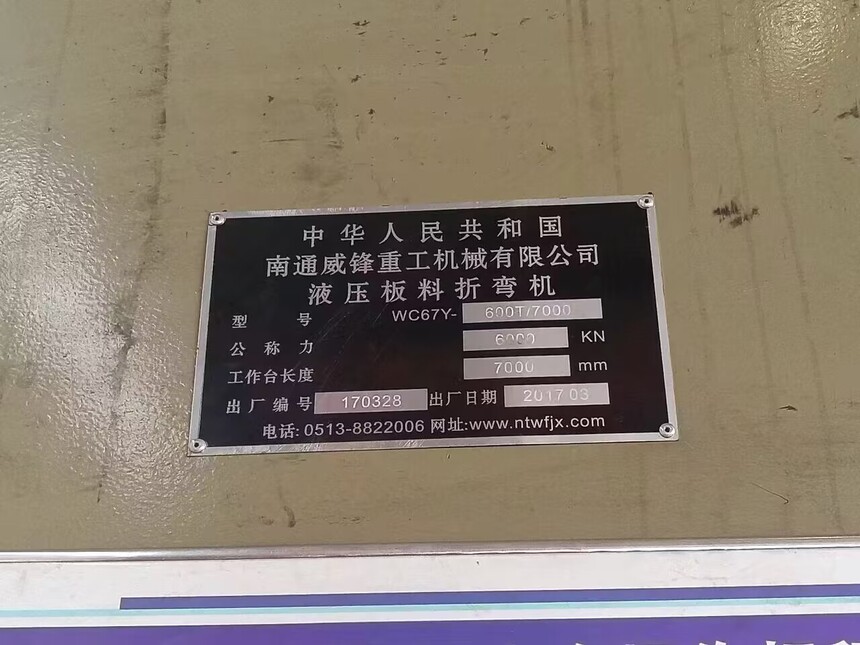 中华人民共和国
南通威锋重工机械有限公司
液压板料折弯机
型 号 WC67Y- 600T/7000
公称力 6000 KN
工作台长度 7000 mm
出厂编号 170328 出厂日期 2017 03
电话: 0513-8822006 网址:www.ntwfjx.com